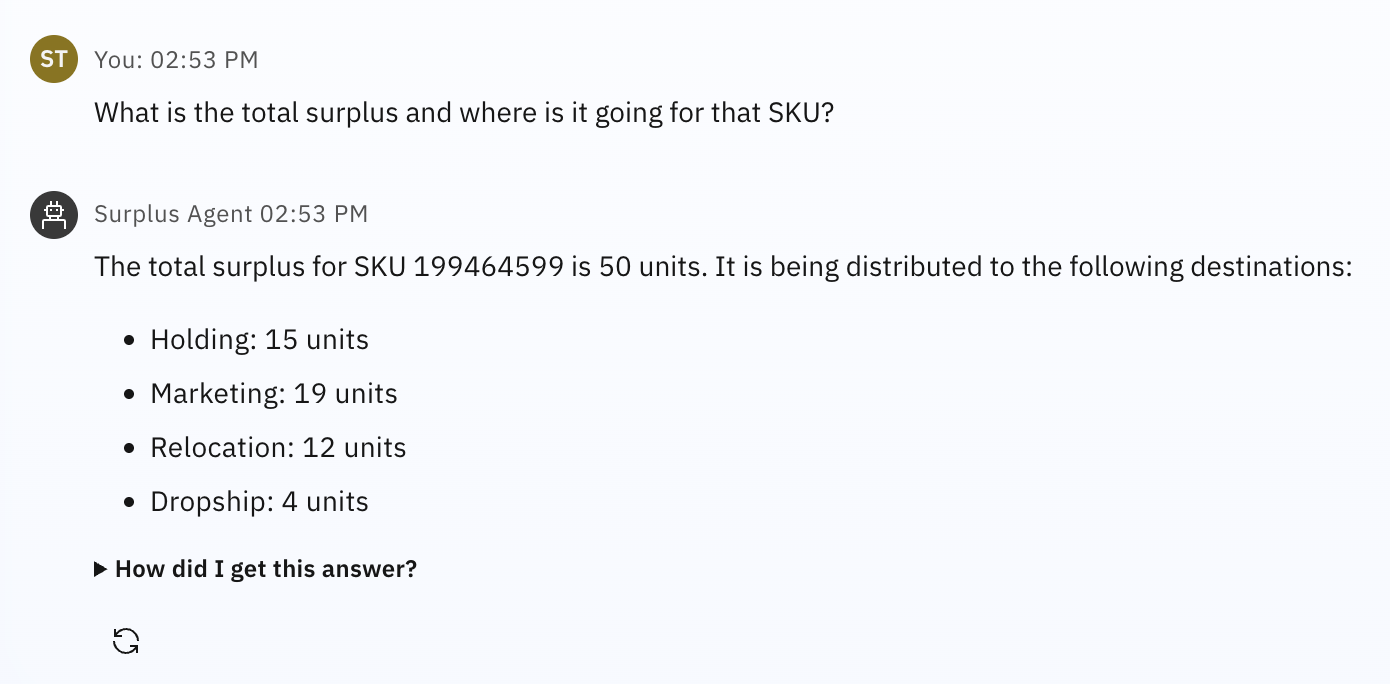 ST
You: 02:53 PM
What is the total surplus and where is it going for that SKU?
Surplus Agent 02:53 PM
The total surplus for SKU 199464599 is 50 units. It is being distributed to the following destinations:
Holding: 15 units
Marketing: 19 units
Relocation: 12 units
Dropship: 4 units
How did I get this answer?